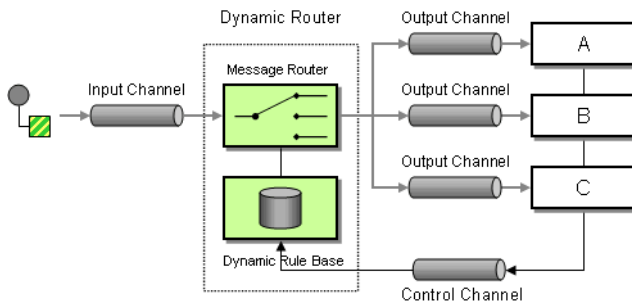 Dynamic Router
Output Channel
A
Input Channel
Message Router
Output Channel
B
Output Channel
C
Dynamic Rule Base
Control Channel